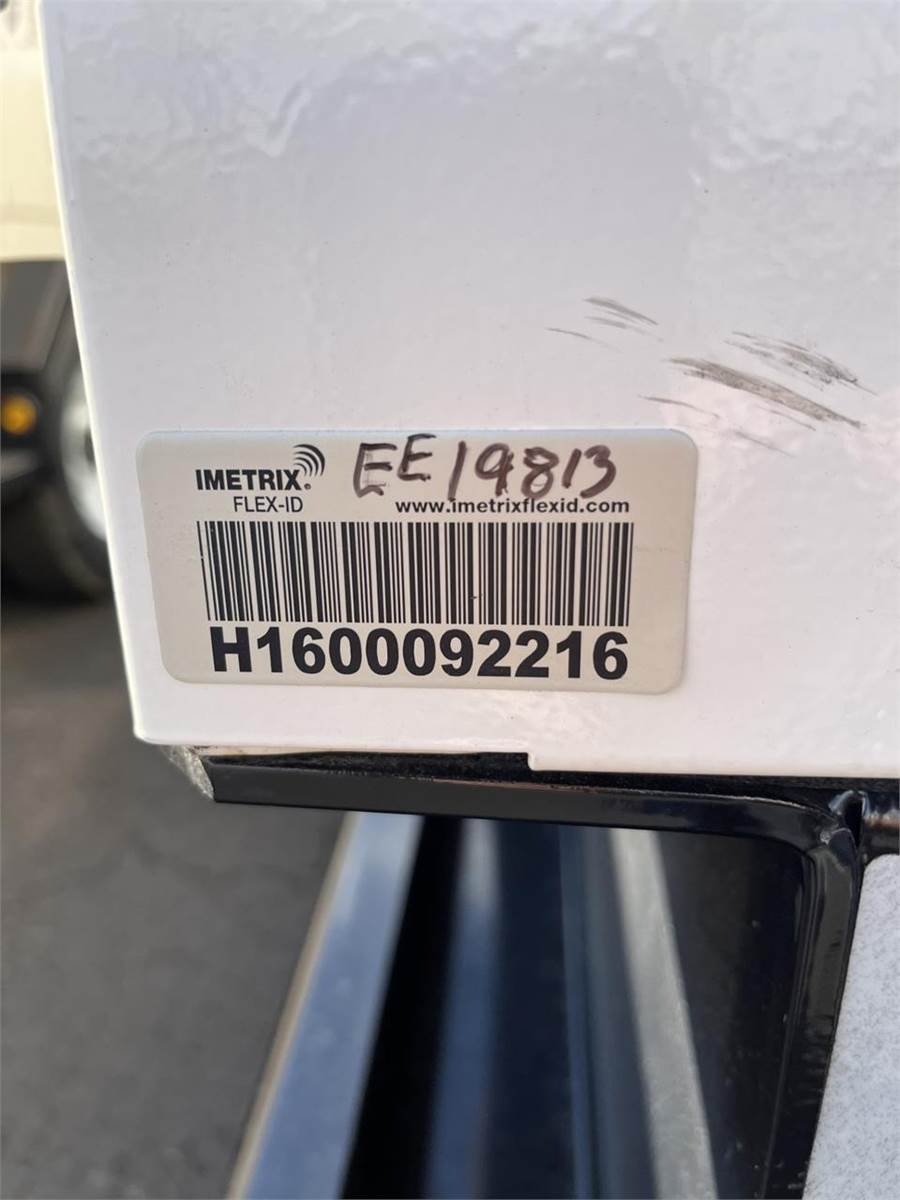 IMETRIX® EE19813
FLEX-ID www.imetrixflexid.com
H1600092216